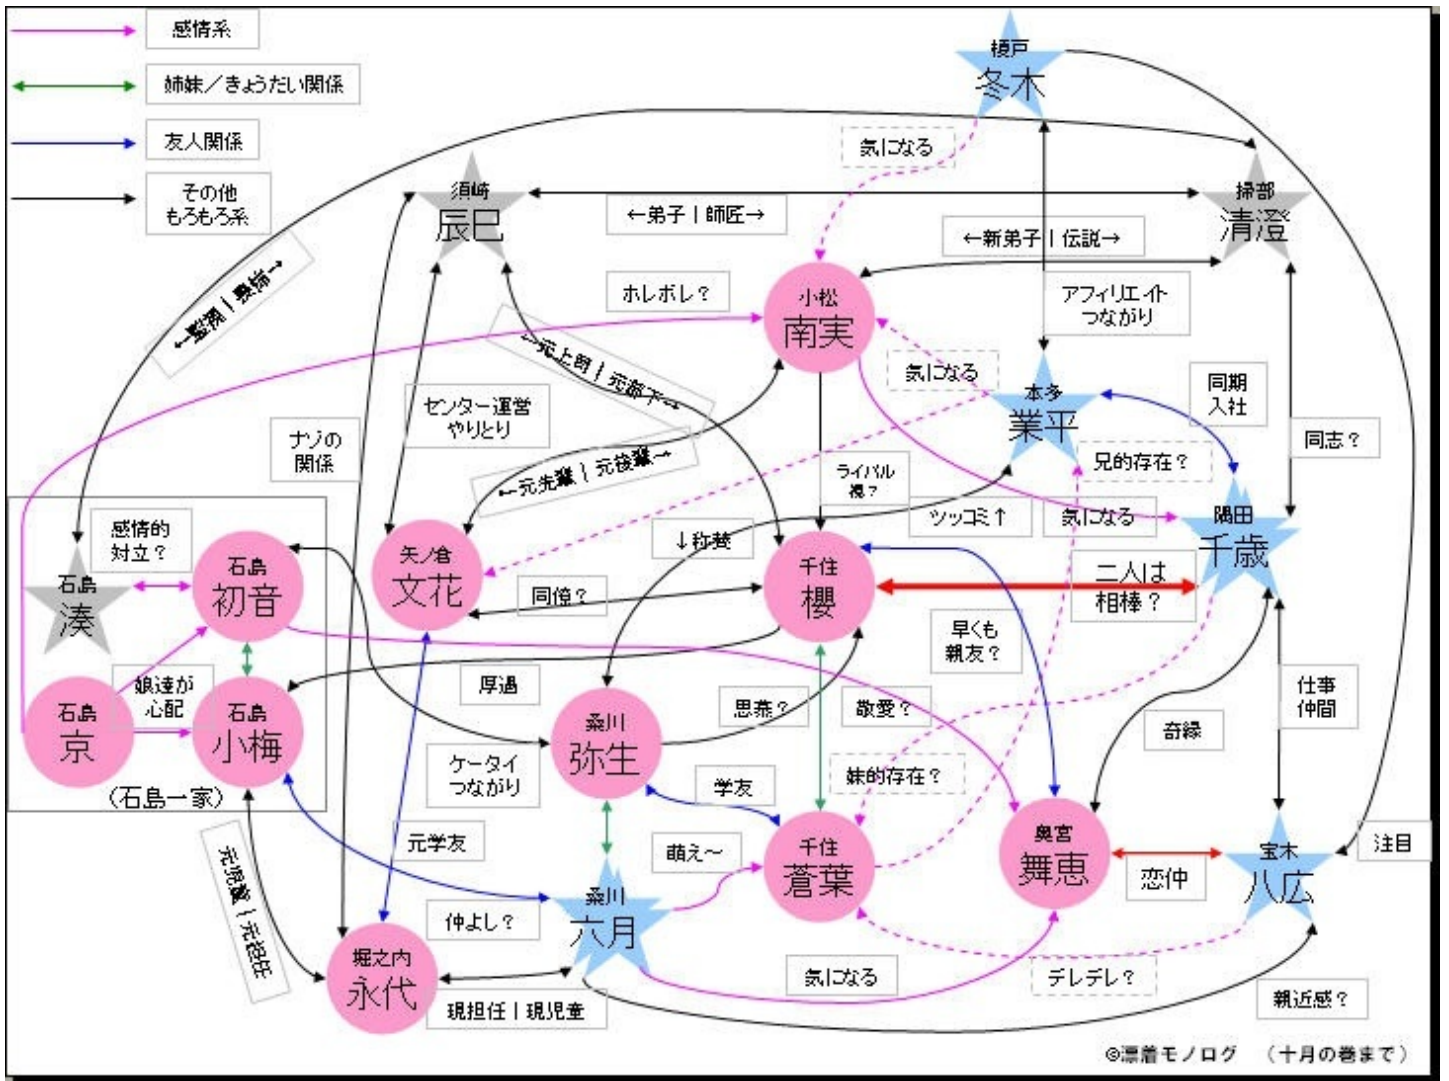 感情系
姉妹／きょうだい関係
友人関係
その他
もろもろ系
榎戸
冬木
気になる
須崎
辰巳
掃部
清澄
←弟子｜師匠→
←新弟子｜伝説→
ホレボレ？
小松
南実
アフィリエイト
つながり
←元上司｜元部下→
気になる
本多
業平
同期
入社
センター運営
やりとり
ナゾの
関係
←元先輩｜元後輩→
兄的存在？
同志？
ライバル
視？
ツッコミ↑
気になる
隅田
千歳
感情的
対立？
↓称賛
石島
湊
石島
初音
矢ノ倉
文花
同僚？
千住
櫻
二人は
相棒？
早くも
親友？
娘達が
心配
厚遇
思慕？
敬愛？
仕事
仲間
石島
京
石島
小梅
桑川
弥生
奇縁
（石島一家）
ケータイ
つながり
学友
妹的存在？
元学友
萌え～
千住
蒼葉
奥宮
舞恵
恋仲
宝木
八広
注目
元児童｜元担任
仲よし？
桑川
六月
堀之内
永代
気になる
デレデレ？
現担任｜現児童
親近感？
©漂着モノログ　（十月の巻まで）